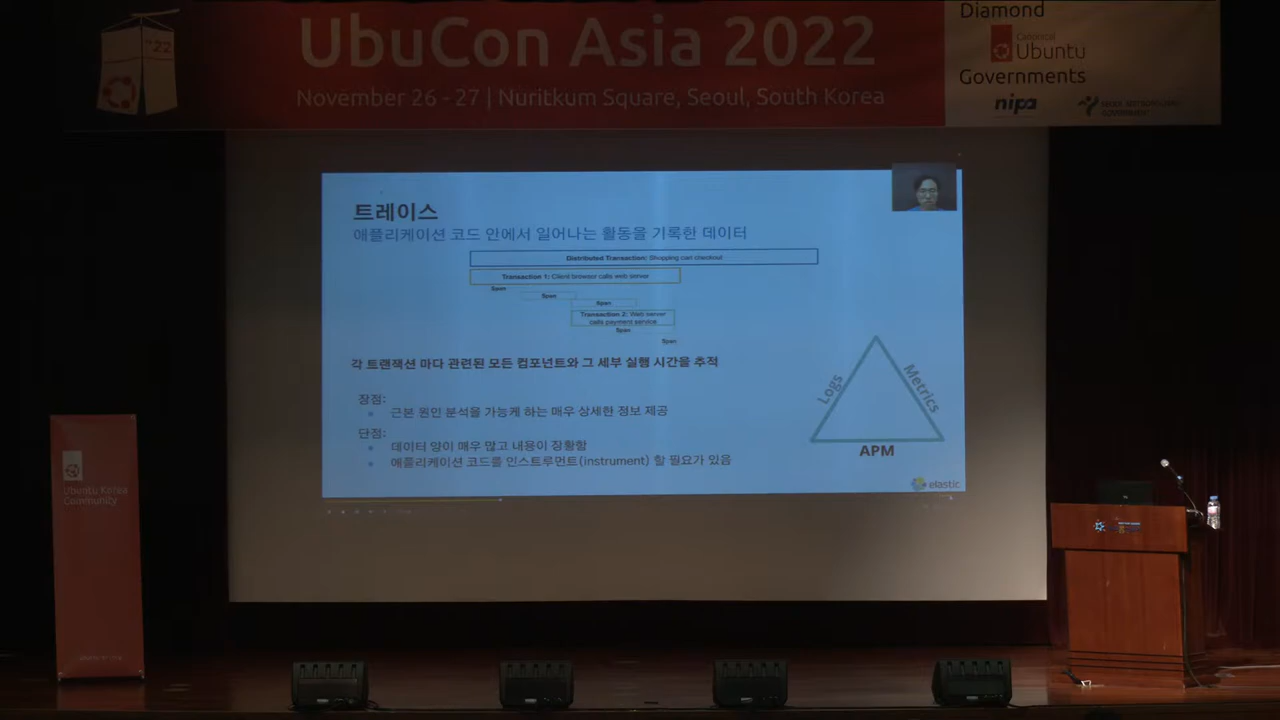 UbuCon Asia 2022
November 26 - 27 | Nuritkum Square, Seoul, South Korea
Diamond
Canonical
Ubuntu
Governments
nipa
'22
트레이스
애플리케이션 코드 안에서 일어나는 활동을 기록한 데이터
Distributed Transaction: Shopping cart checkout
Transaction 1: Client browser calls web server
Span
Span
Span
Transaction 2: Web server
calls payment service
Span
Span
각 트랜잭션 마다 관련된 모든 컴포넌트와 그 세부 실행 시간을 추적
장점:
근본 원인 분석을 가능케 하는 매우 상세한 정보 제공
단점:
데이터 양이 매우 많고 내용이 장황함
애플리케이션 코드를 인스트루먼트(instrument) 할 필요가 있음
Logs
Metrics
APM
elastic
Ubuntu Korea
Community